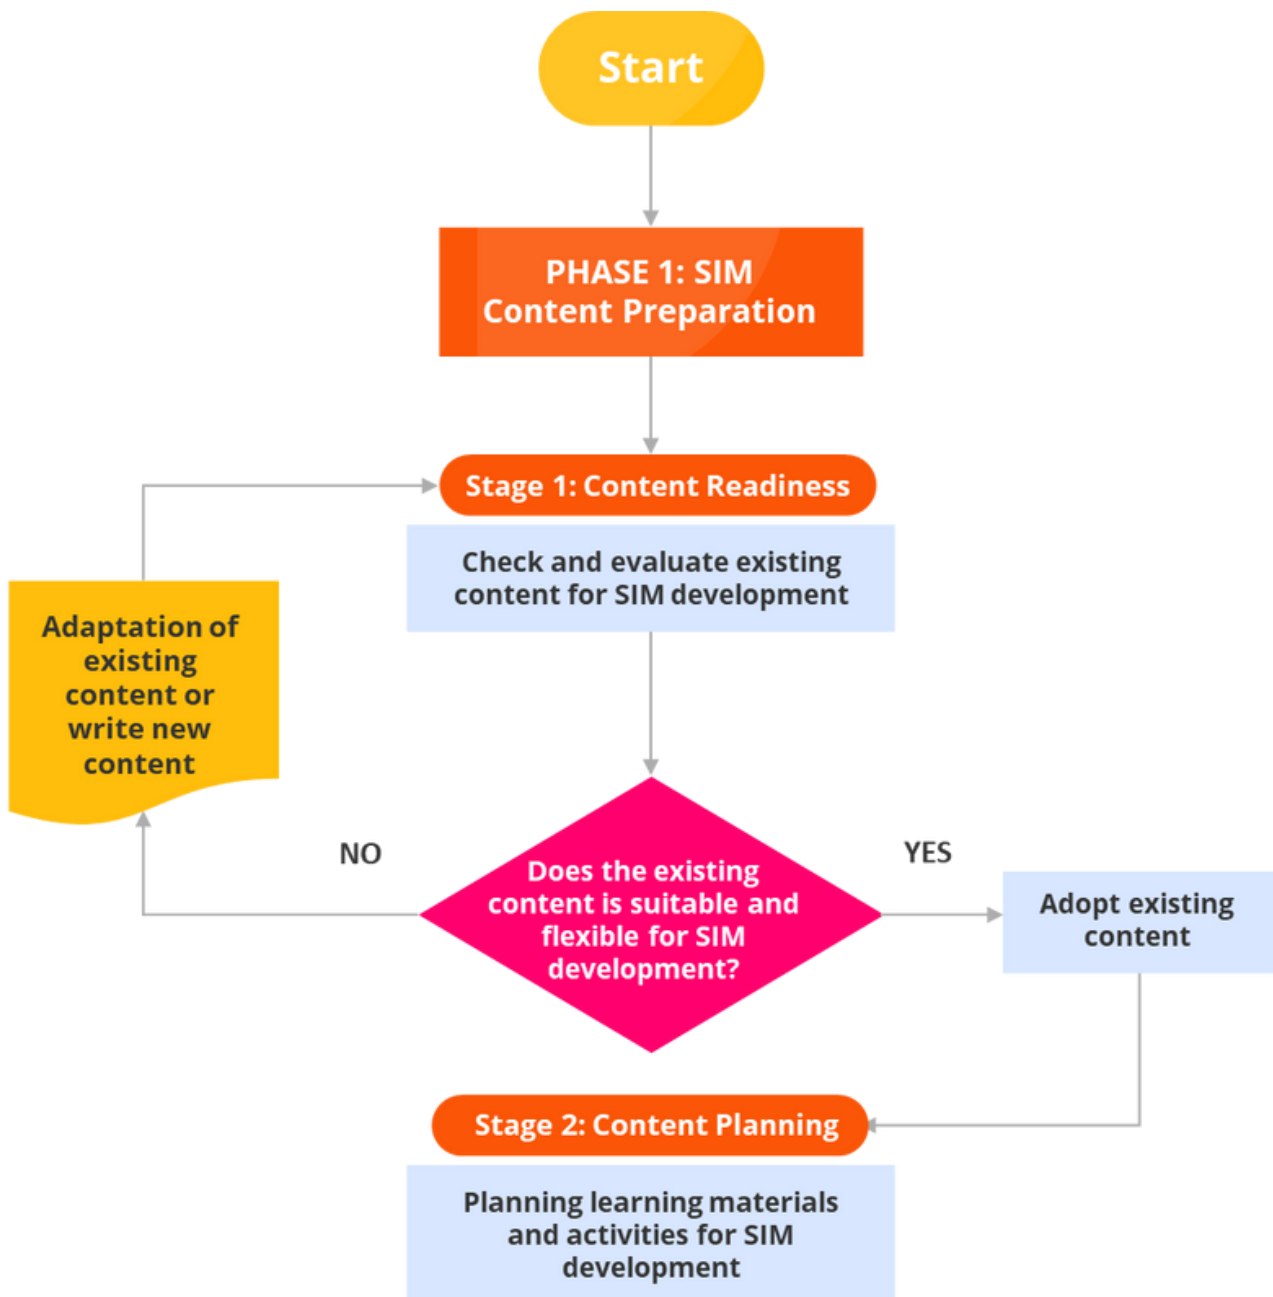 Start
PHASE 1: SIM
Content Preparation
Stage 1: Content Readiness
Check and evaluate existing
content for SIM development
Adaptation of
existing
content or
write new
content
NO
YES
Does the existing
content is suitable and
flexible for SIM
development?
Adopt existing
content
Stage 2: Content Planning
Planning learning materials
and activities for SIM
development